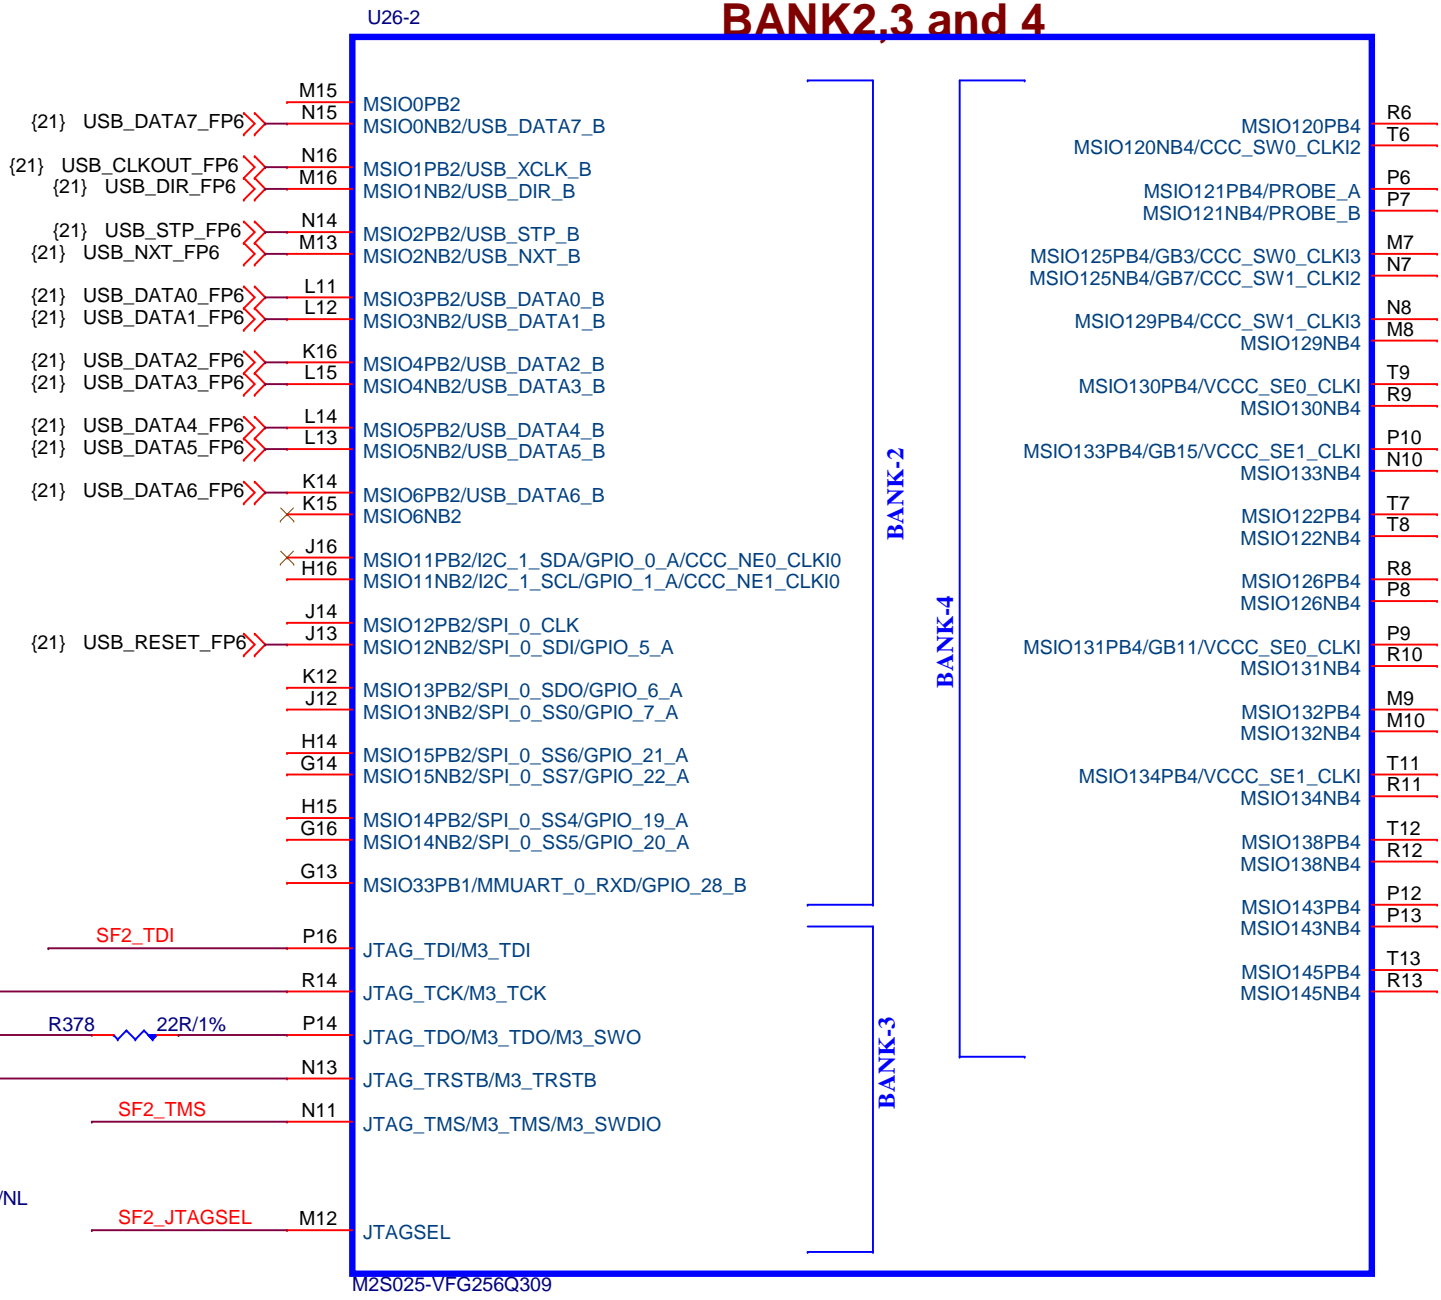 U26-2
BANK2,3 and 4
M15 MSIO0PB2
{21} USB_DATA7_FP6 N15 MSIO0NB2/USB_DATA7_B
{21} USB_CLKOUT_FP6 N16 MSIO1PB2/USB_XCLK_B
{21} USB_DIR_FP6 M16 MSIO1NB2/USB_DIR_B
{21} USB_STP_FP6 N14 MSIO2PB2/USB_STP_B
{21} USB_NXT_FP6 M13 MSIO2NB2/USB_NXT_B
{21} USB_DATA0_FP6 L11 MSIO3PB2/USB_DATA0_B
{21} USB_DATA1_FP6 L12 MSIO3NB2/USB_DATA1_B
{21} USB_DATA2_FP6 K16 MSIO4PB2/USB_DATA2_B
{21} USB_DATA3_FP6 L15 MSIO4NB2/USB_DATA3_B
{21} USB_DATA4_FP6 L14 MSIO5PB2/USB_DATA4_B
{21} USB_DATA5_FP6 L13 MSIO5NB2/USB_DATA5_B
{21} USB_DATA6_FP6 K14 MSIO6PB2/USB_DATA6_B
K15 MSIO6NB2
J16 MSIO11PB2/I2C_1_SDA/GPIO_0_A/CCC_NE0_CLKI0
H16 MSIO11NB2/I2C_1_SCL/GPIO_1_A/CCC_NE1_CLKI0
J14 MSIO12PB2/SPI_0_CLK
{21} USB_RESET_FP6 J13 MSIO12NB2/SPI_0_SDI/GPIO_5_A
K12 MSIO13PB2/SPI_0_SDO/GPIO_6_A
J12 MSIO13NB2/SPI_0_SS0/GPIO_7_A
H14 MSIO15PB2/SPI_0_SS6/GPIO_21_A
G14 MSIO15NB2/SPI_0_SS7/GPIO_22_A
H15 MSIO14PB2/SPI_0_SS4/GPIO_19_A
G16 MSIO14NB2/SPI_0_SS5/GPIO_20_A
G13 MSIO33PB1/MMUART_0_RXD/GPIO_28_B
BANK-2
SF2_TDI P16 JTAG_TDI/M3_TDI
R14 JTAG_TCK/M3_TCK
R378 22R/1% P14 JTAG_TDO/M3_TDO/M3_SWO
N13 JTAG_TRSTB/M3_TRSTB
SF2_TMS N11 JTAG_TMS/M3_TMS/M3_SWDIO
/NL
SF2_JTAGSEL M12 JTAGSEL
BANK-3
BANK-4
MSIO120PB4 R6
MSIO120NB4/CCC_SW0_CLKI2 T6
MSIO121PB4/PROBE_A P6
MSIO121NB4/PROBE_B P7
MSIO125PB4/GB3/CCC_SW0_CLKI3 M7
MSIO125NB4/GB7/CCC_SW1_CLKI2 N7
MSIO129PB4/CCC_SW1_CLKI3 N8
MSIO129NB4 M8
MSIO130PB4/VCCC_SE0_CLKI T9
MSIO130NB4 R9
MSIO133PB4/GB15/VCCC_SE1_CLKI P10
MSIO133NB4 N10
MSIO122PB4 T7
MSIO122NB4 T8
MSIO126PB4 R8
MSIO126NB4 P8
MSIO131PB4/GB11/VCCC_SE0_CLKI P9
MSIO131NB4 R10
MSIO132PB4 M9
MSIO132NB4 M10
MSIO134PB4/VCCC_SE1_CLKI T11
MSIO134NB4 R11
MSIO138PB4 T12
MSIO138NB4 R12
MSIO143PB4 P12
MSIO143NB4 P13
MSIO145PB4 T13
MSIO145NB4 R13
M2S025-VFG256Q309